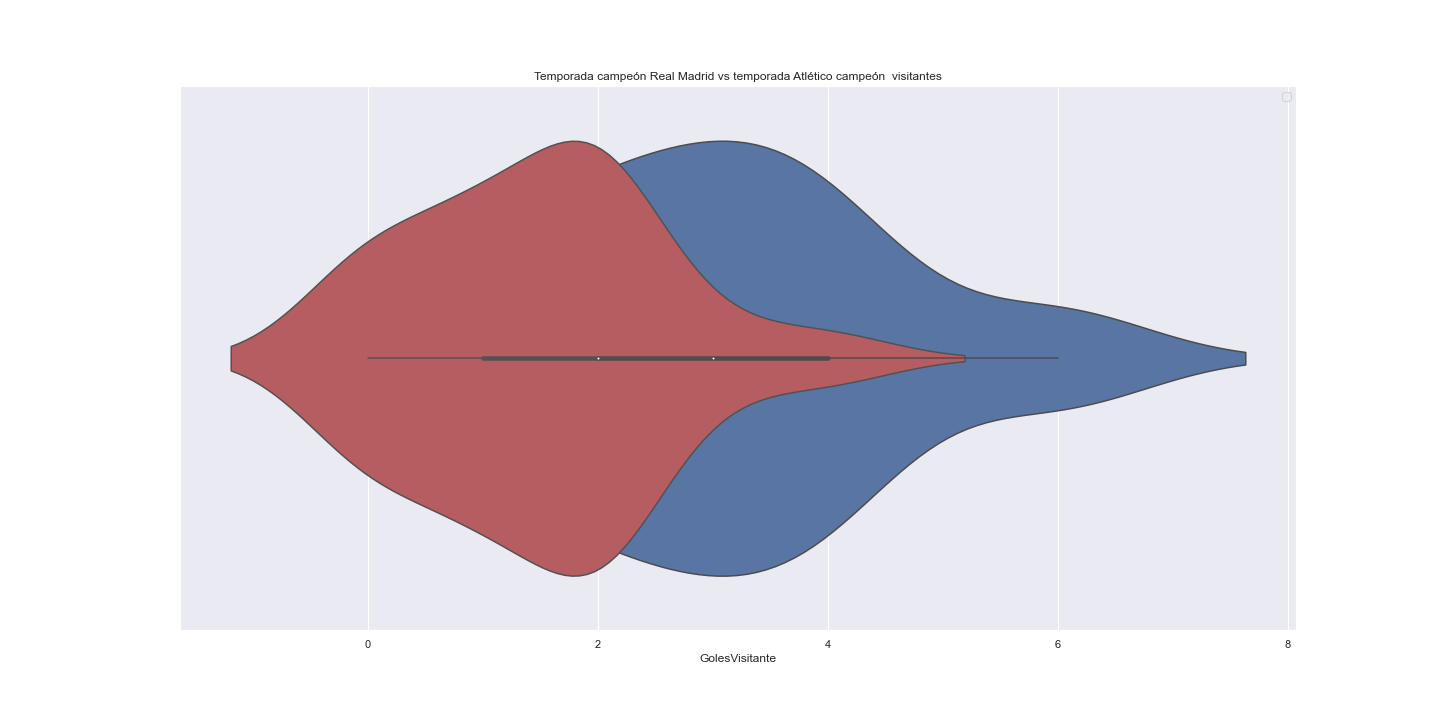 Temporada campeón Real Madrid vs temporada Atlético campeón  visitantes
0 2 4 6 8
GolesVisitante